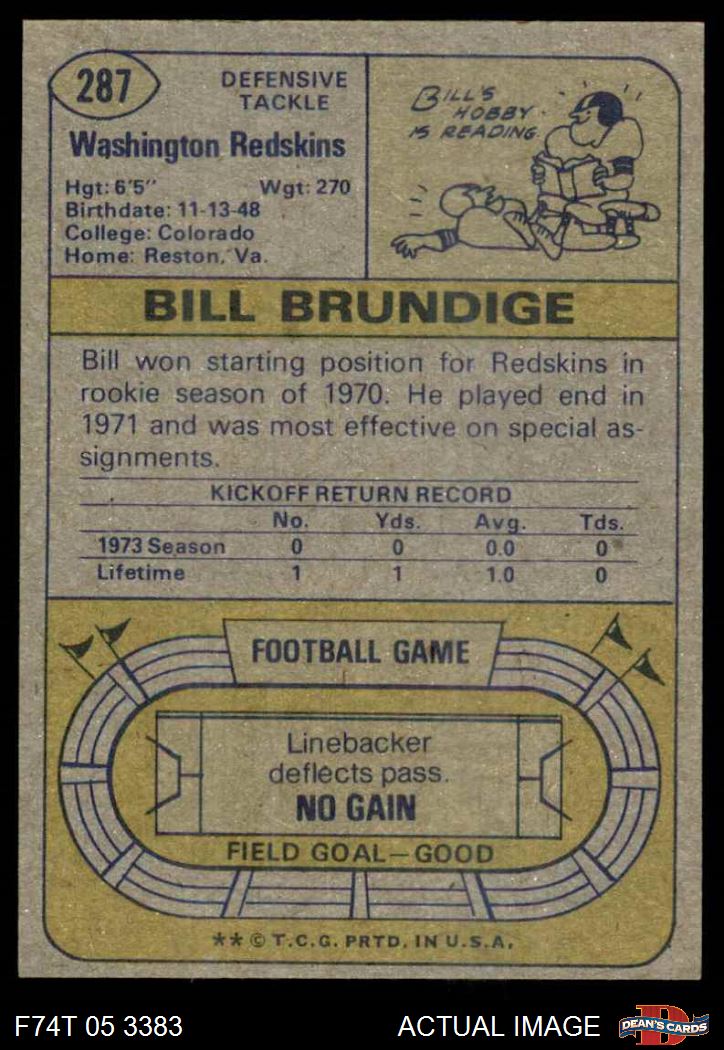 287
DEFENSIVE
TACKLE
Washington Redskins
Hgt: 6'5" Wgt: 270
Birthdate: 11-13-48
College: Colorado
Home: Reston, Va.
BILL'S
HOBBY
IS READING.
BILL BRUNDIGE
Bill won starting position for Redskins in
rookie season of 1970. He played end in
1971 and was most effective on special as-
signments.
KICKOFF RETURN RECORD
No. Yds. Avg. Tds.
1973 Season 0 0 0.0 0
Lifetime 1 1 1.0 0
FOOTBALL GAME
Linebacker
deflects pass.
NO GAIN
FIELD GOAL—GOOD
** © T.C.G. PRTD. IN U.S.A.
F74T 05 3383 ACTUAL IMAGE
D
DEAN'S CARDS